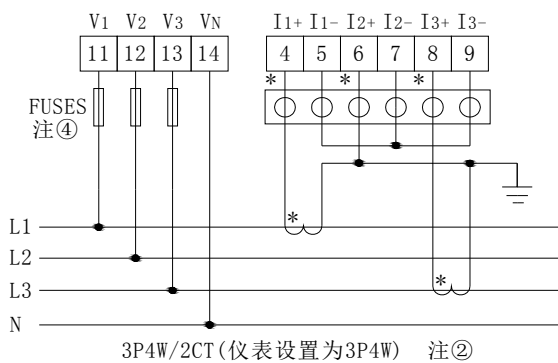 V1 V2 V3 VN I1+ I1- I2+ I2- I3+ I3-
11 12 13 14 4 5 6 7 8 9
* * *
FUSES
注④
L1 *
L2
L3 *
N
3P4W/2CT(仪表设置为3P4W) 注②